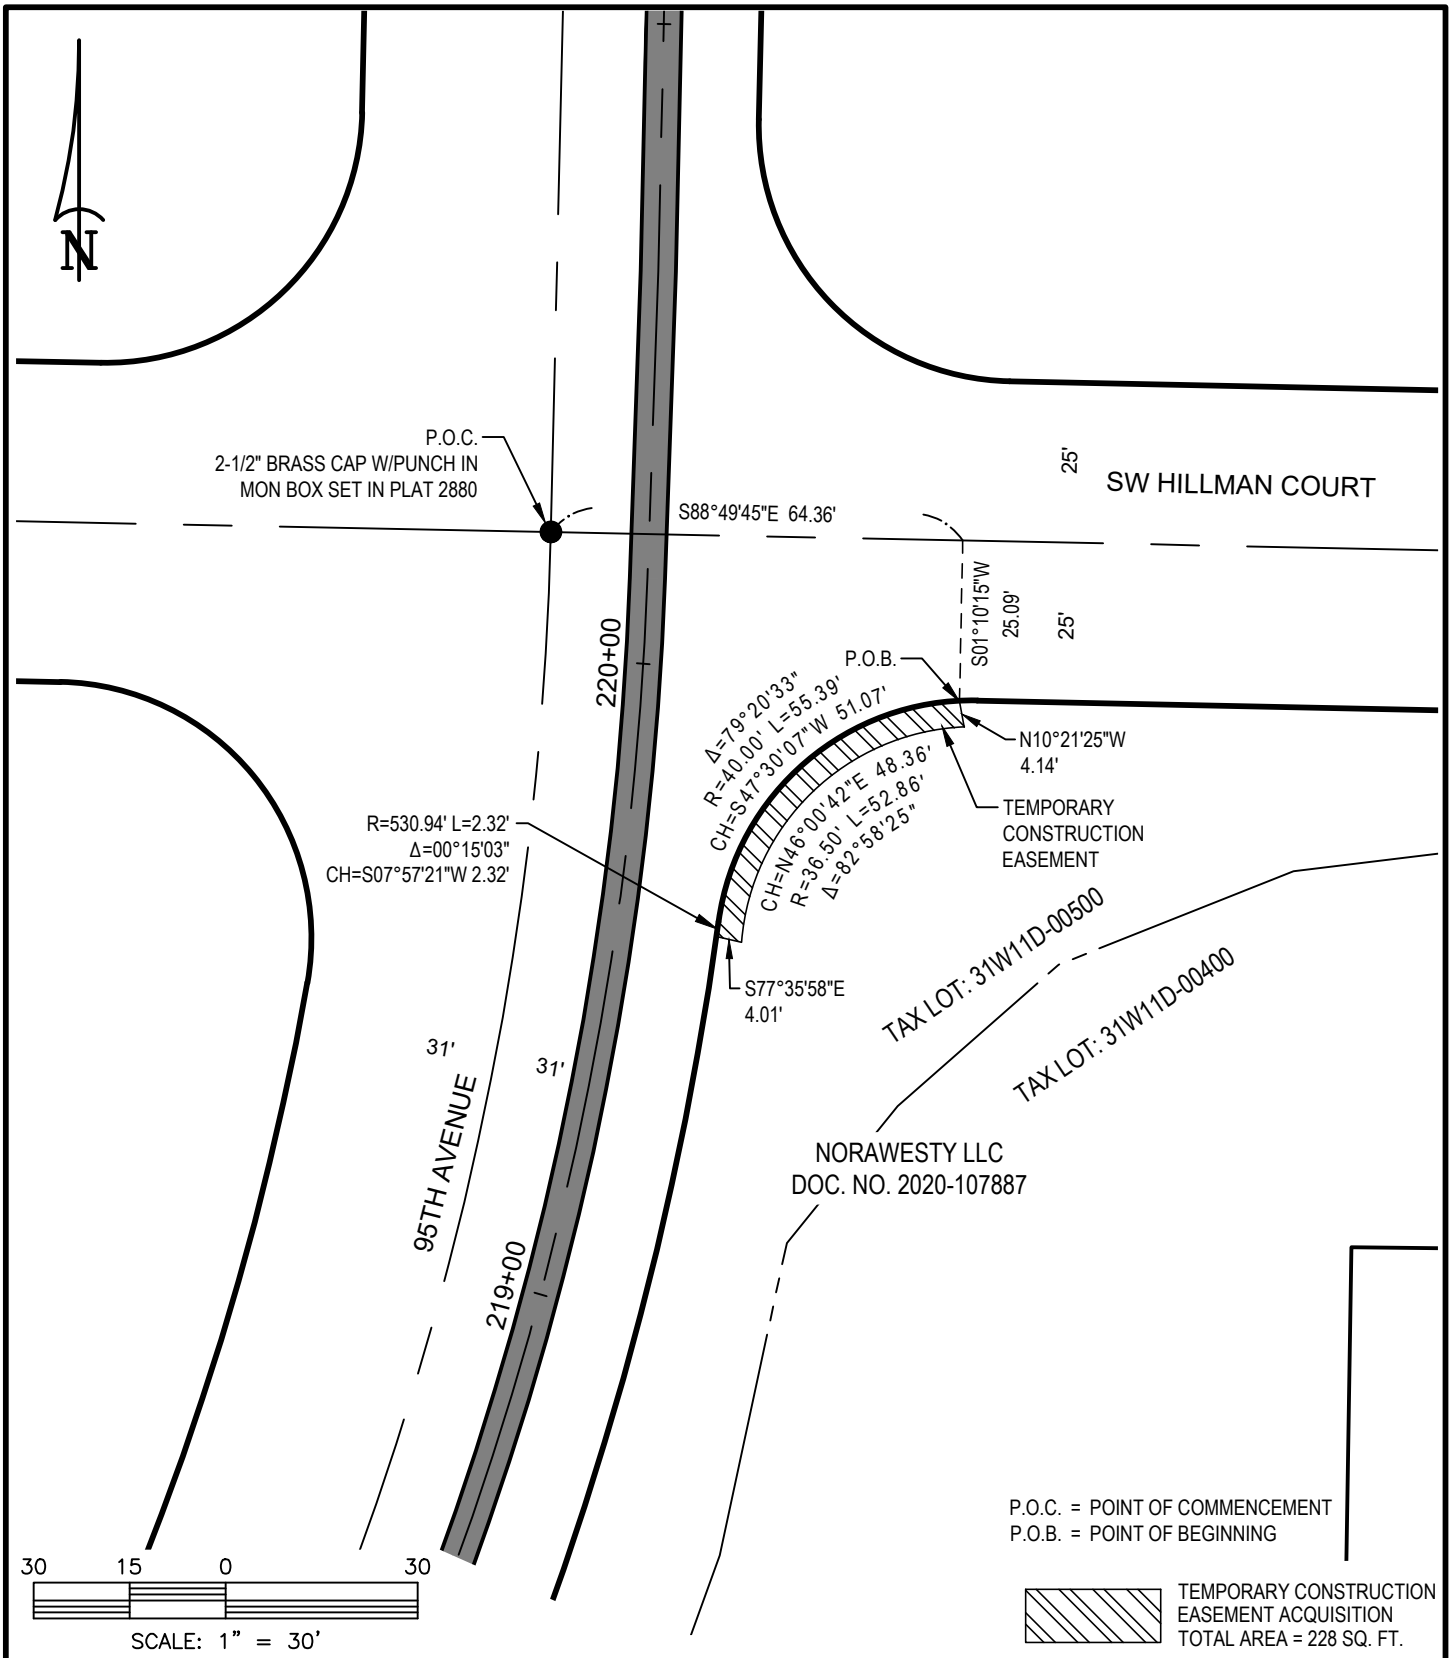 N
P.O.C.
2-1/2" BRASS CAP W/PUNCH IN
MON BOX SET IN PLAT 2880
25'
SW HILLMAN COURT
S88°49'45"E 64.36'
S01°10'15"W
25.09'
25'
220+00
P.O.B.
Δ=79°20'33"
R=40.00' L=55.39'
CH=S47°30'07"W 51.07'
N10°21'25"W
4.14'
CH=N46°00'42"E 48.36'
R=36.50' L=52.86'
Δ=82°58'25"
TEMPORARY
CONSTRUCTION
EASEMENT
R=530.94' L=2.32'
Δ=00°15'03"
CH=S07°57'21"W 2.32'
S77°35'58"E
4.01'
TAX LOT: 31W11D-00500
TAX LOT: 31W11D-00400
31'
31'
95TH AVENUE
NORAWESTY LLC
DOC. NO. 2020-107887
219+00
P.O.C. = POINT OF COMMENCEMENT
P.O.B. = POINT OF BEGINNING
30 15 0 30
SCALE: 1" = 30'
TEMPORARY CONSTRUCTION
EASEMENT ACQUISITION
TOTAL AREA = 228 SQ. FT.